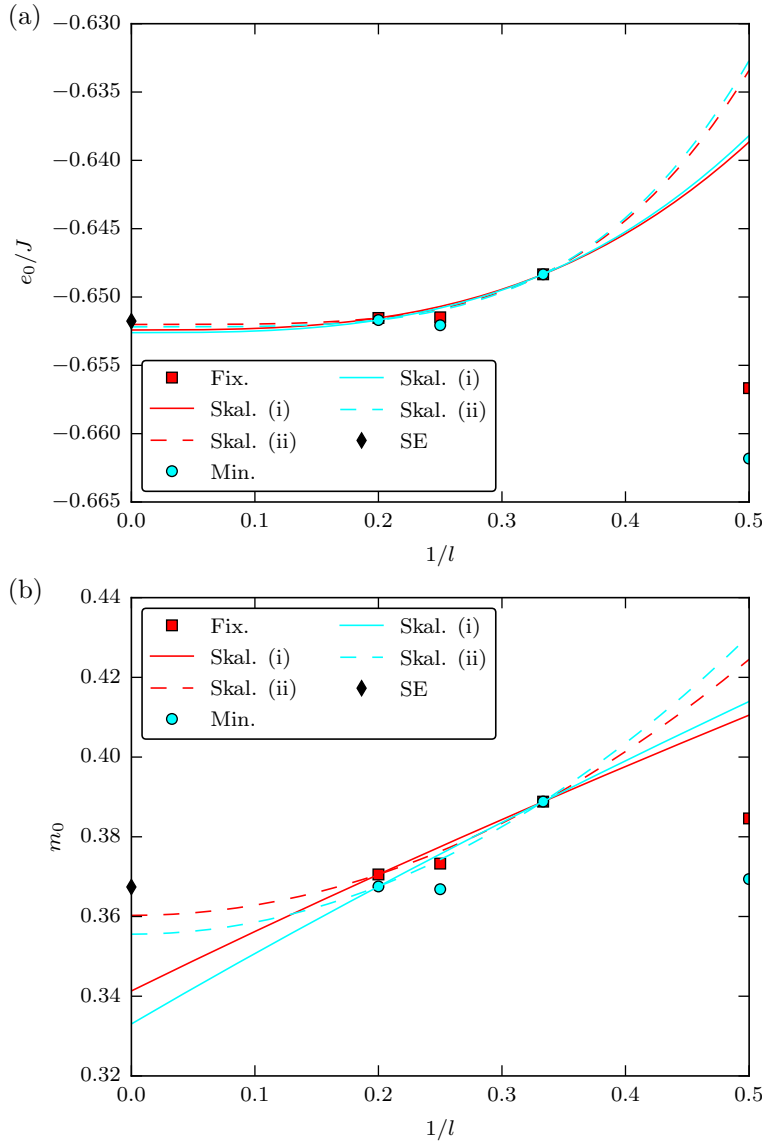 (a)
−0.630
−0.635
−0.640
−0.645
−0.650
−0.655
−0.660
−0.665
e₀/J
Fix.
Skal. (i)
Skal. (ii)
Min.
Skal. (i)
Skal. (ii)
SE
0.0 0.1 0.2 0.3 0.4 0.5
1/l
(b)
0.44
0.42
0.40
0.38
0.36
0.34
0.32
m₀
Fix.
Skal. (i)
Skal. (ii)
Min.
Skal. (i)
Skal. (ii)
SE
0.0 0.1 0.2 0.3 0.4 0.5
1/l